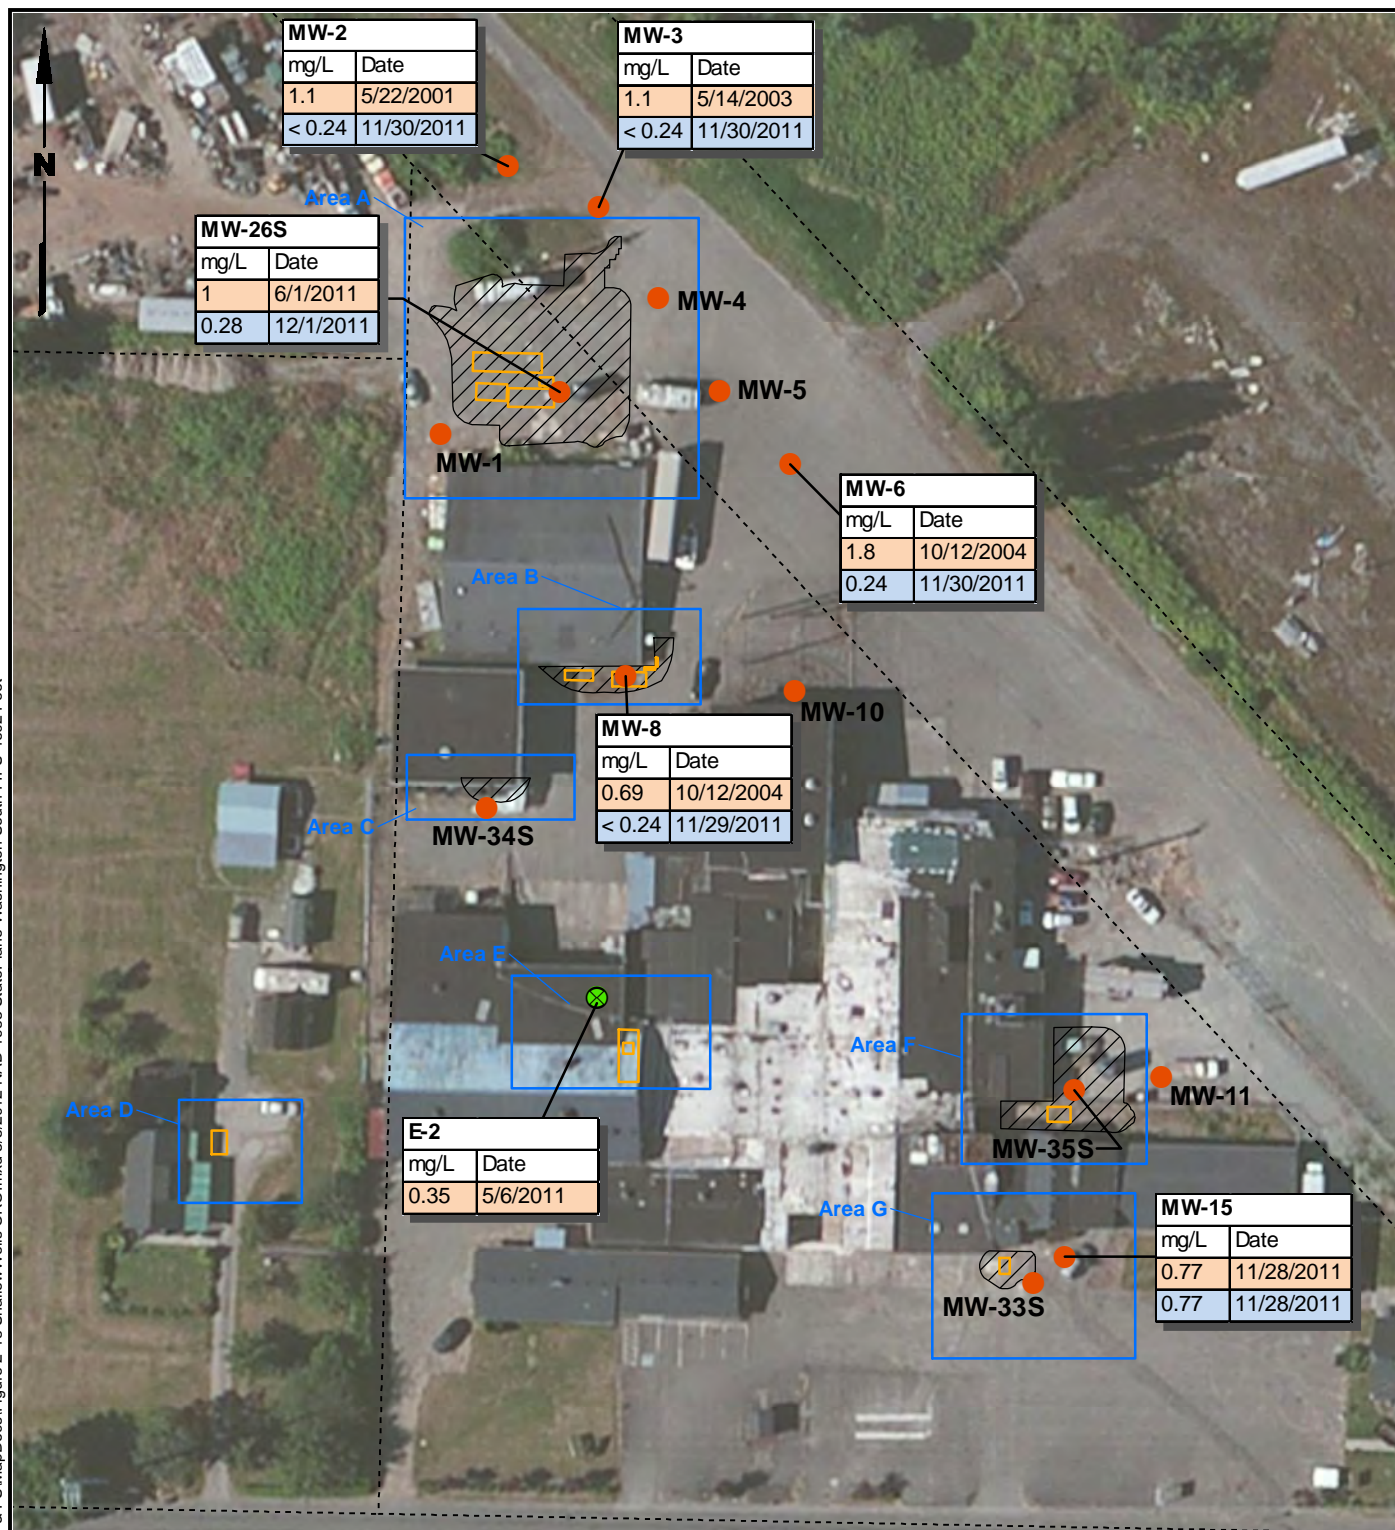 MW-2
mg/L Date
1.1 5/22/2001
< 0.24 11/30/2011
MW-3
mg/L Date
1.1 5/14/2003
< 0.24 11/30/2011
N
Area A
MW-26S
mg/L Date
1 6/1/2011
0.28 12/1/2011
MW-4
MW-5
MW-1
MW-6
mg/L Date
1.8 10/12/2004
0.24 11/30/2011
Area B
MW-10
MW-8
mg/L Date
0.69 10/12/2004
< 0.24 11/29/2011
Area C
MW-34S
Area E
Area F
MW-11
Area D
E-2
mg/L Date
0.35 5/6/2011
MW-35S
Area G
MW-15
mg/L Date
0.77 11/28/2011
0.77 11/28/2011
MW-33S